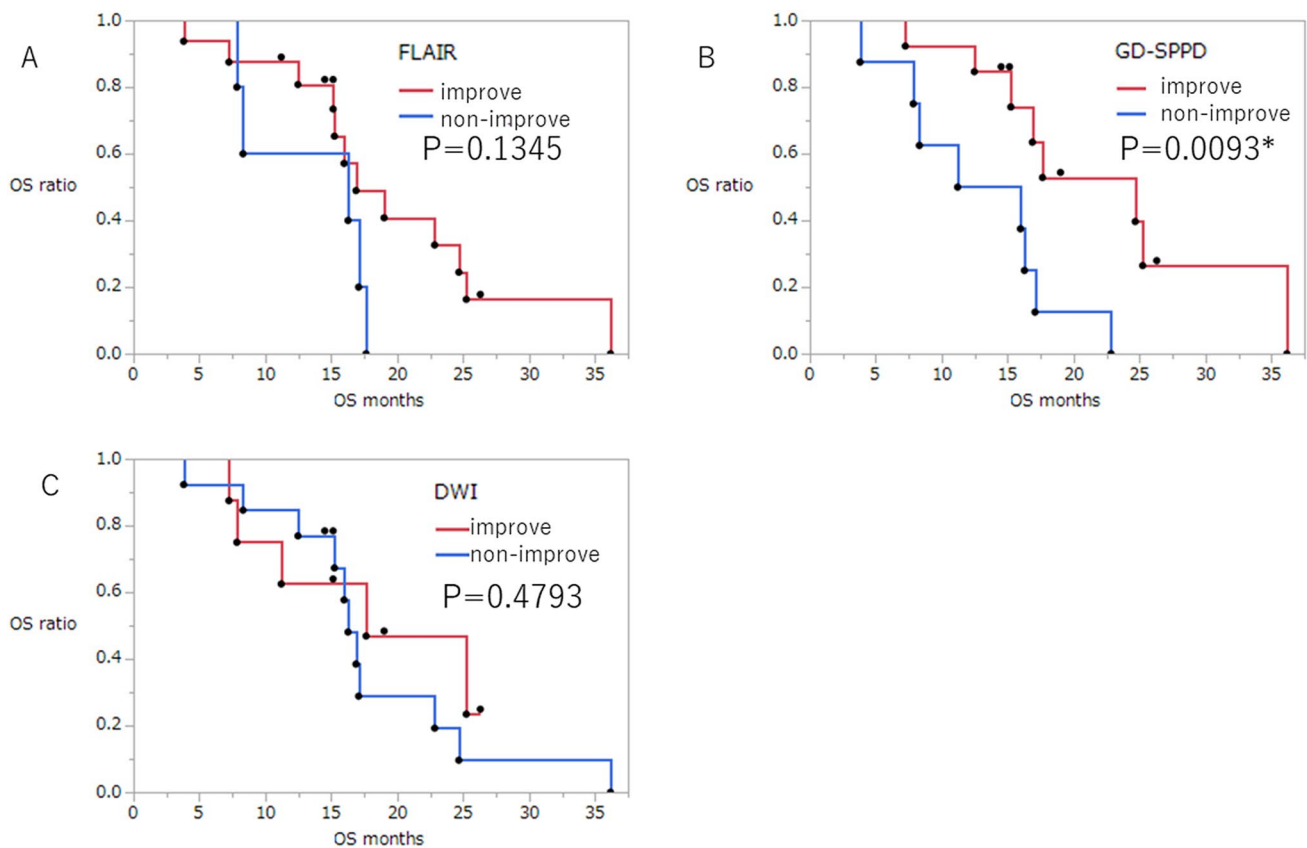 A
FLAIR
improve
non-improve
P=0.1345
OS ratio
1.0
0.8
0.6
0.4
0.2
0.0
0 5 10 15 20 25 30 35
OS months
B
GD-SPPD
improve
non-improve
P=0.0093*
OS ratio
1.0
0.8
0.6
0.4
0.2
0.0
0 5 10 15 20 25 30 35
OS months
C
DWI
improve
non-improve
P=0.4793
OS ratio
1.0
0.8
0.6
0.4
0.2
0.0
0 5 10 15 20 25 30 35
OS months